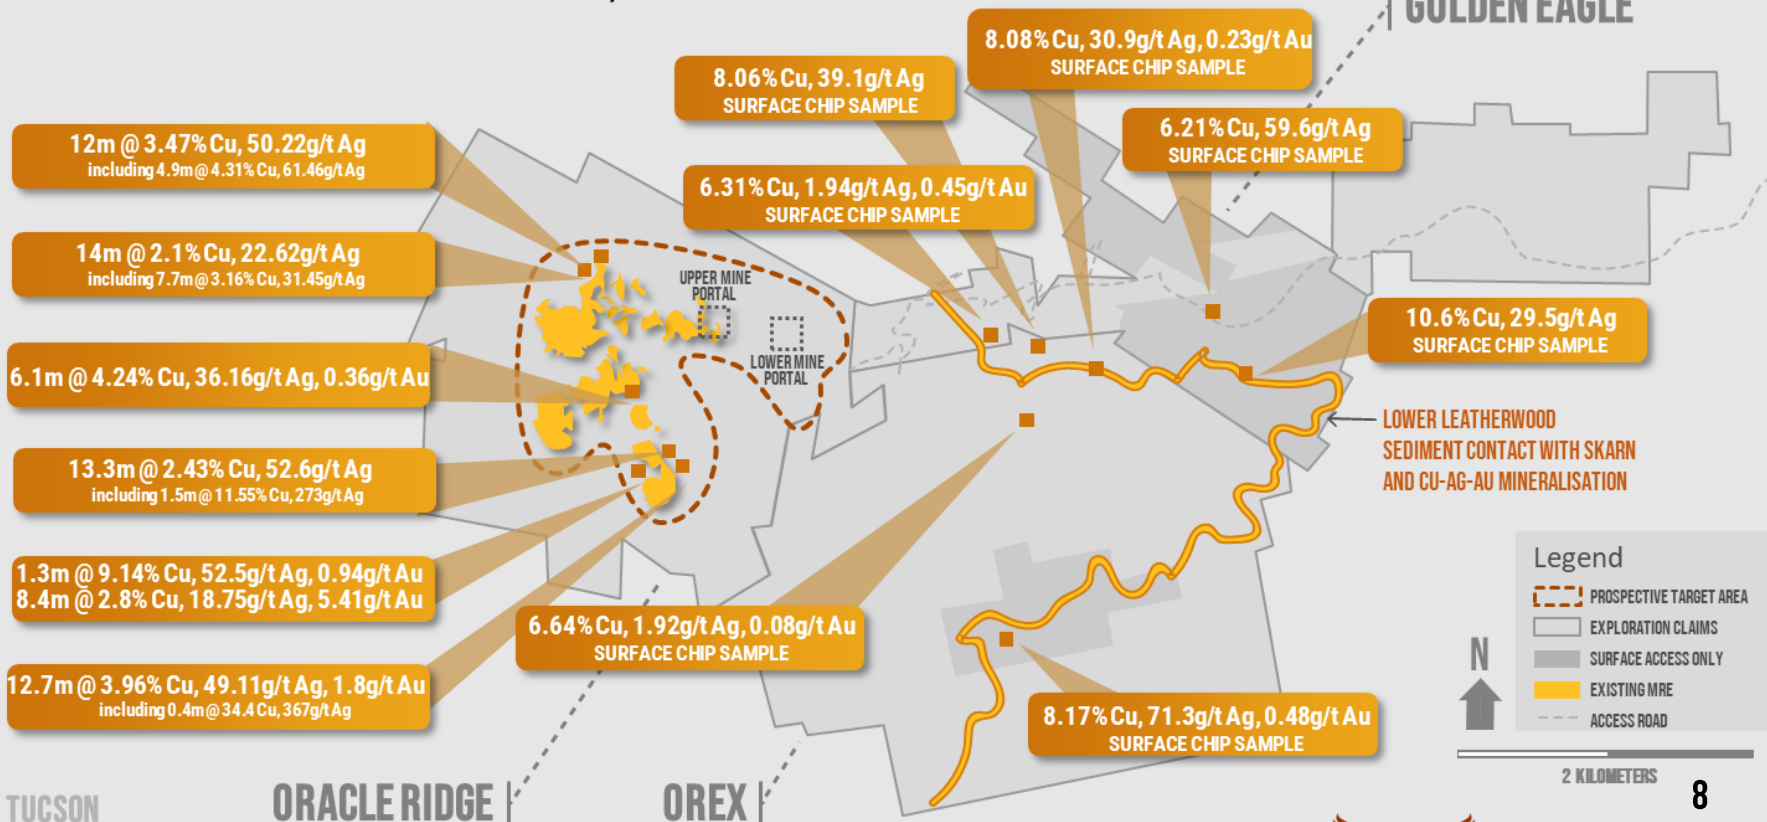 GOLDEN EAGLE
8.08% Cu, 30.9g/t Ag, 0.23g/t Au
SURFACE CHIP SAMPLE
8.06% Cu, 39.1g/t Ag
SURFACE CHIP SAMPLE
6.21% Cu, 59.6g/t Ag
SURFACE CHIP SAMPLE
12m @ 3.47% Cu, 50.22g/t Ag
including 4.9m @ 4.31% Cu, 61.46g/t Ag
6.31% Cu, 1.94g/t Ag, 0.45g/t Au
SURFACE CHIP SAMPLE
14m @ 2.1% Cu, 22.62g/t Ag
including 7.7m @ 3.16% Cu, 31.45g/t Ag
UPPER MINE
PORTAL
LOWER MINE
PORTAL
10.6% Cu, 29.5g/t Ag
SURFACE CHIP SAMPLE
6.1m @ 4.24% Cu, 36.16g/t Ag, 0.36g/t Au
LOWER LEATHERWOOD
SEDIMENT CONTACT WITH SKARN
AND CU-AG-AU MINERALISATION
13.3m @ 2.43% Cu, 52.6g/t Ag
including 1.5m @ 11.55% Cu, 273g/t Ag
1.3m @ 9.14% Cu, 52.5g/t Ag, 0.94g/t Au
8.4m @ 2.8% Cu, 18.75g/t Ag, 5.41g/t Au
6.64% Cu, 1.92g/t Ag, 0.08g/t Au
SURFACE CHIP SAMPLE
12.7m @ 3.96% Cu, 49.11g/t Ag, 1.8g/t Au
including 0.4m @ 34.4 Cu, 367g/t Ag
8.17% Cu, 71.3g/t Ag, 0.48g/t Au
SURFACE CHIP SAMPLE
Legend
PROSPECTIVE TARGET AREA
EXPLORATION CLAIMS
SURFACE ACCESS ONLY
EXISTING MRE
ACCESS ROAD
N
2 KILOMETERS
TUCSON
ORACLE RIDGE
OREX
8